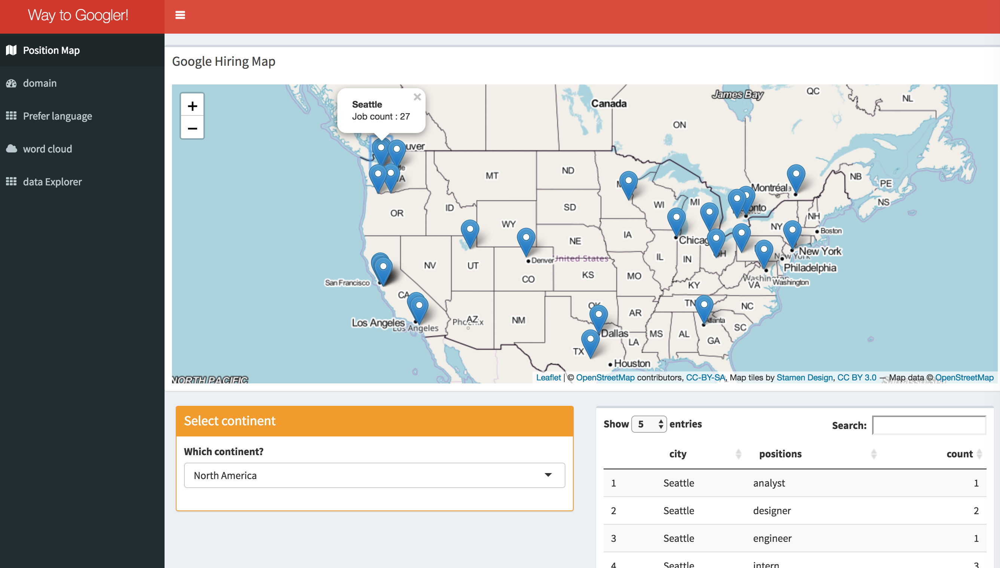 Way to Googler!
Position Map
domain
Prefer language
word cloud
data Explorer
Google Hiring Map
+
−
Seattle
Job count : 27
×
Canada
James Bay
QC
NL
ON
MT
ND
NB
PE
NS
Montréal
OR
ID
SD
WI
MI
NH
WY
NY
Boston
IA
NE
Chicag
New York
Denver
United States
IL
IN
Philadelphia
San Francisco
NV
UT
CO
KS
MO
KY
VA
Washington
CA
TN
NC
AR
Los Angeles
Los Angeles
AZ
NM
Atlanta
SC
Dallas
MS
AL
GA
LA
TX
Houston
NORTH PACIFIC
Leaflet | © OpenStreetMap contributors, CC-BY-SA, Map tiles by Stamen Design, CC BY 3.0 — Map data © OpenStreetMap
Select continent
Which continent?
North America
Show 5 entries
Search:
city positions count
1 Seattle analyst 1
2 Seattle designer 2
3 Seattle engineer 1
4 Seattle intern 3